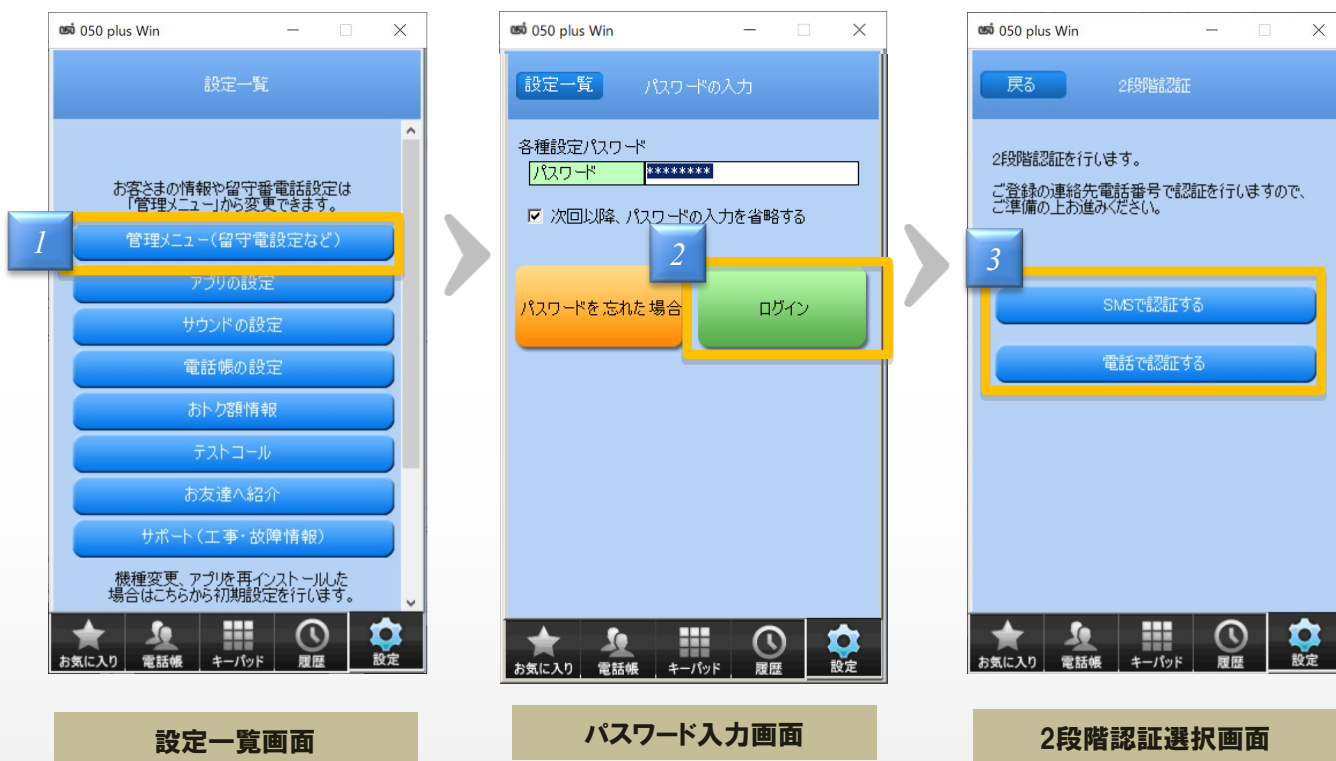 050 plus Win
設定一覧
お客さまの情報や留守番電話設定は
「管理メニュー」から変更できます。
1
管理メニュー(留守電設定など)
アプリの設定
サウンドの設定
電話帳の設定
おトク額情報
テストコール
お友達へ紹介
サポート(工事・故障情報)
機種変更、アプリを再インストールした
場合はこちらから初期設定を行います。
お気に入り 電話帳 キーパッド 履歴 設定
設定一覧画面
050 plus Win
設定一覧 パスワードの入力
各種設定パスワード
パスワード ********
次回以降、パスワードの入力を省略する
2
パスワードを忘れた場合 ログイン
お気に入り 電話帳 キーパッド 履歴 設定
パスワード入力画面
050 plus Win
戻る 2段階認証
2段階認証を行います。
ご登録の連絡先電話番号で認証を行いますので、
ご準備の上お進みください。
3
SMSで認証する
電話で認証する
お気に入り 電話帳 キーパッド 履歴 設定
2段階認証選択画面